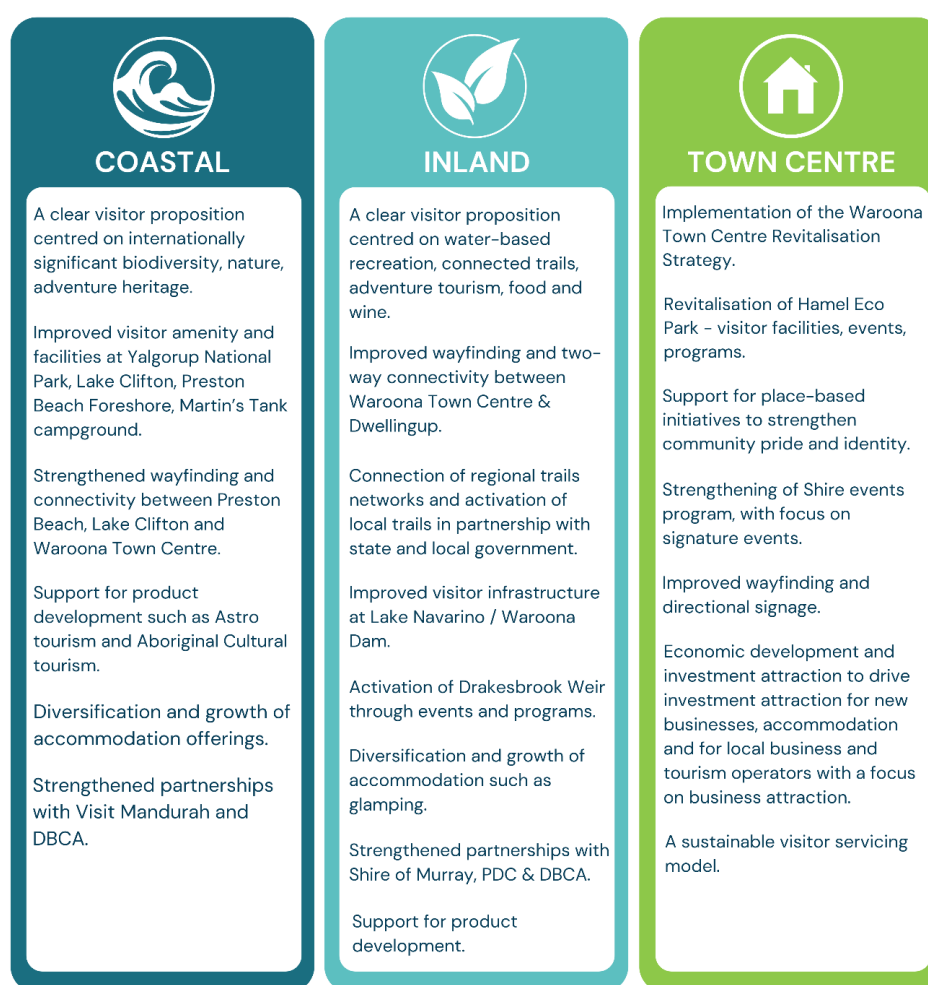 COASTAL
A clear visitor proposition
centred on internationally
significant biodiversity, nature,
adventure heritage.
Improved visitor amenity and
facilities at Yalgorup National
Park, Lake Clifton, Preston
Beach Foreshore, Martin's Tank
campground.
Strengthened wayfinding and
connectivity between Preston
Beach, Lake Clifton and
Waroona Town Centre.
Support for product
development such as Astro
tourism and Aboriginal Cultural
tourism.
Diversification and growth of
accommodation offerings.
Strengthened partnerships
with Visit Mandurah and
DBCA.
INLAND
A clear visitor proposition
centred on water-based
recreation, connected trails,
adventure tourism, food and
wine.
Improved wayfinding and two-
way connectivity between
Waroona Town Centre &
Dwellingup.
Connection of regional trails
networks and activation of
local trails in partnership with
state and local government.
Improved visitor infrastructure
at Lake Navarino / Waroona
Dam.
Activation of Drakesbrook Weir
through events and programs.
Diversification and growth of
accommodation such as
glamping.
Strengthened partnerships with
Shire of Murray, PDC & DBCA.
Support for product
development.
TOWN CENTRE
Implementation of the Waroona
Town Centre Revitalisation
Strategy.
Revitalisation of Hamel Eco
Park - visitor facilities, events,
programs.
Support for place-based
initiatives to strengthen
community pride and identity.
Strengthening of Shire events
program, with focus on
signature events.
Improved wayfinding and
directional signage.
Economic development and
investment attraction to drive
investment attraction for new
businesses, accommodation
and for local business and
tourism operators with a focus
on business attraction.
A sustainable visitor servicing
model.